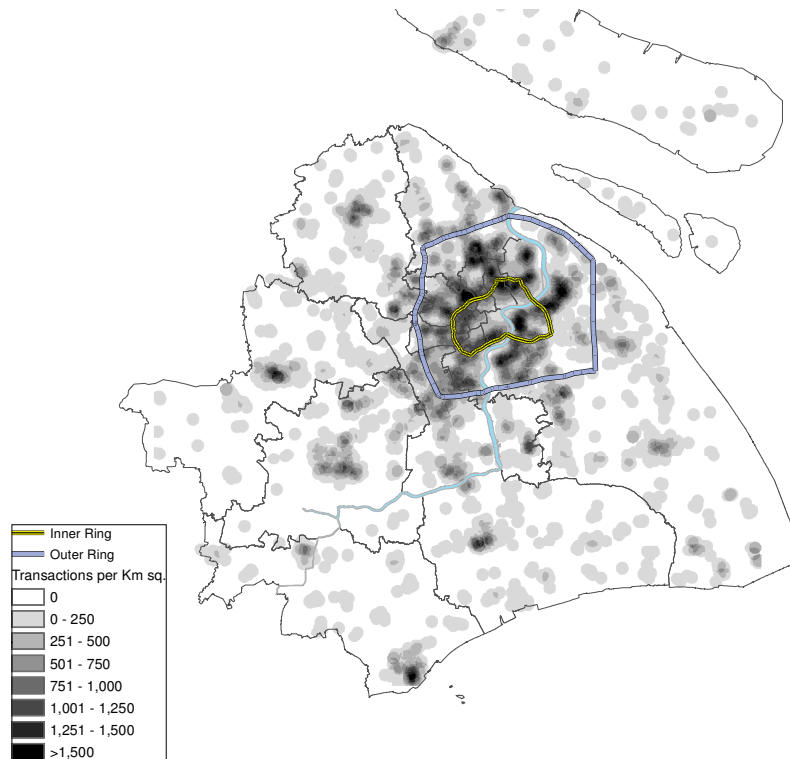 Inner Ring
Outer Ring
Transactions per Km sq.
0
0 - 250
251 - 500
501 - 750
751 - 1,000
1,001 - 1,250
1,251 - 1,500
>1,500